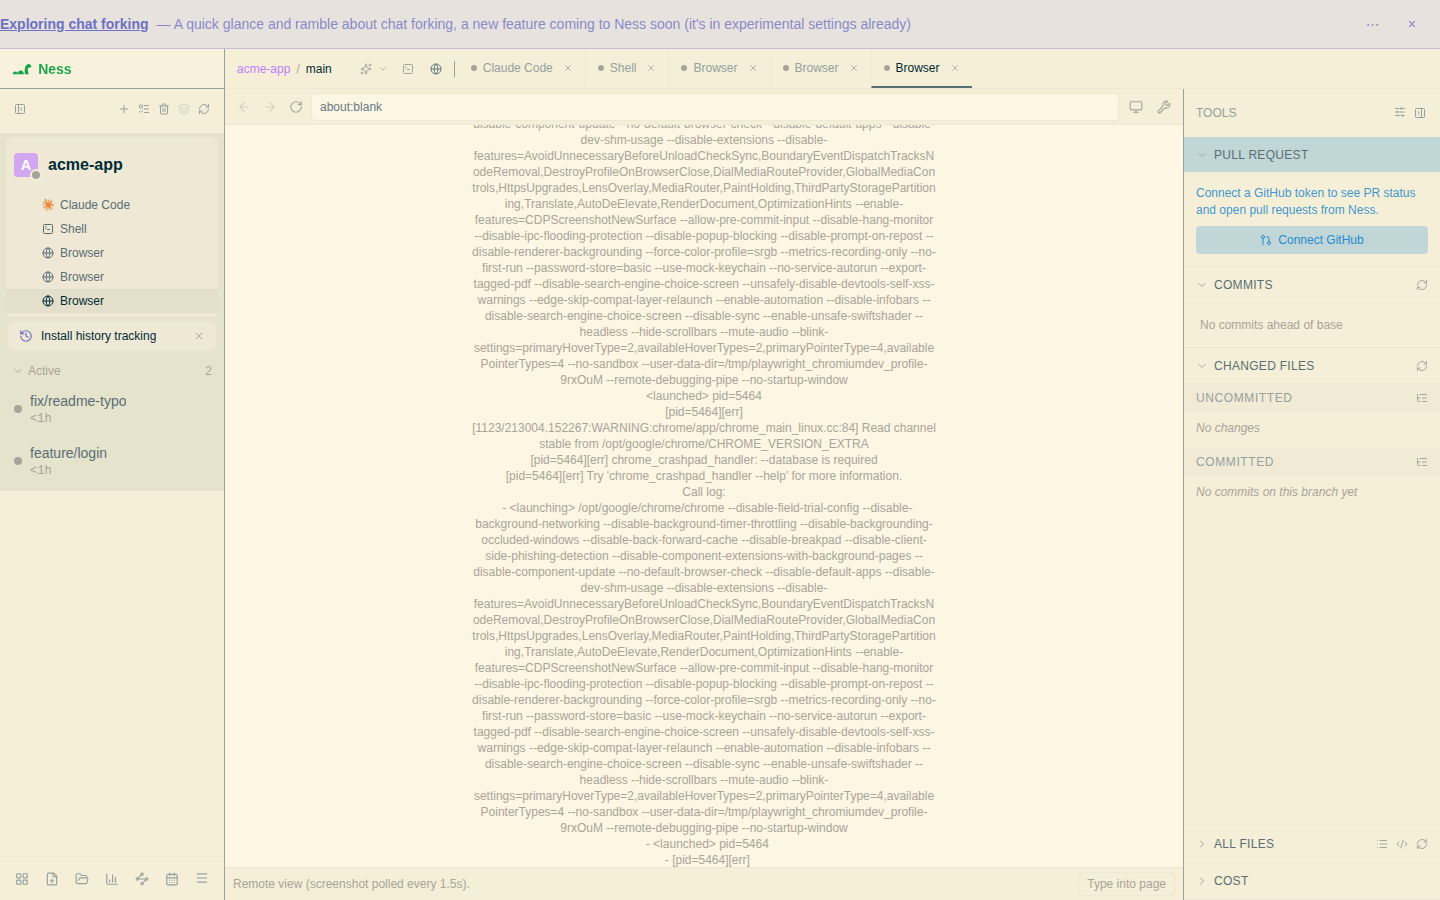 Exploring chat forking — A quick glance and ramble about chat forking, a new feature coming to Ness soon (it's in experimental settings already)
Ness
acme-app / main
Claude Code
Shell
Browser
Browser
Browser
about:blank
A
acme-app
Claude Code
Shell
Browser
Browser
Browser
Install history tracking
Active
2
fix/readme-typo
<1h
feature/login
<1h
disable-component-update --no-default-browser-check --disable-default-apps --disable-
dev-shm-usage --disable-extensions --disable-
features=AvoidUnnecessaryBeforeUnloadCheckSync,BoundaryEventDispatchTracksN
odeRemoval,DestroyProfileOnBrowserClose,DialMediaRouteProvider,GlobalMediaCon
trols,HttpsUpgrades,LensOverlay,MediaRouter,PaintHolding,ThirdPartyStoragePartition
ing,Translate,AutoDeElevate,RenderDocument,OptimizationHints --enable-
features=CDPScreenshotNewSurface --allow-pre-commit-input --disable-hang-monitor
--disable-ipc-flooding-protection --disable-popup-blocking --disable-prompt-on-repost --
disable-renderer-backgrounding --force-color-profile=srgb --metrics-recording-only --no-
first-run --password-store=basic --use-mock-keychain --no-service-autorun --export-
tagged-pdf --disable-search-engine-choice-screen --unsafely-disable-devtools-self-xss-
warnings --edge-skip-compat-layer-relaunch --enable-automation --disable-infobars --
disable-search-engine-choice-screen --disable-sync --enable-unsafe-swiftshader --
headless --hide-scrollbars --mute-audio --blink-
settings=primaryHoverType=2,availableHoverTypes=2,primaryPointerType=4,available
PointerTypes=4 --no-sandbox --user-data-dir=/tmp/playwright_chromiumdev_profile-
9rxOuM --remote-debugging-pipe --no-startup-window
<launched> pid=5464
[pid=5464][err]
[1123/213004.152267:WARNING:chrome/app/chrome_main_linux.cc:84] Read channel
stable from /opt/google/chrome/CHROME_VERSION_EXTRA
[pid=5464][err] chrome_crashpad_handler: --database is required
[pid=5464][err] Try 'chrome_crashpad_handler --help' for more information.
Call log:
- <launching> /opt/google/chrome/chrome --disable-field-trial-config --disable-
background-networking --disable-background-timer-throttling --disable-backgrounding-
occluded-windows --disable-back-forward-cache --disable-breakpad --disable-client-
side-phishing-detection --disable-component-extensions-with-background-pages --
disable-component-update --no-default-browser-check --disable-default-apps --disable-
dev-shm-usage --disable-extensions --disable-
features=AvoidUnnecessaryBeforeUnloadCheckSync,BoundaryEventDispatchTracksN
odeRemoval,DestroyProfileOnBrowserClose,DialMediaRouteProvider,GlobalMediaCon
trols,HttpsUpgrades,LensOverlay,MediaRouter,PaintHolding,ThirdPartyStoragePartition
ing,Translate,AutoDeElevate,RenderDocument,OptimizationHints --enable-
features=CDPScreenshotNewSurface --allow-pre-commit-input --disable-hang-monitor
--disable-ipc-flooding-protection --disable-popup-blocking --disable-prompt-on-repost --
disable-renderer-backgrounding --force-color-profile=srgb --metrics-recording-only --no-
first-run --password-store=basic --use-mock-keychain --no-service-autorun --export-
tagged-pdf --disable-search-engine-choice-screen --unsafely-disable-devtools-self-xss-
warnings --edge-skip-compat-layer-relaunch --enable-automation --disable-infobars --
disable-search-engine-choice-screen --disable-sync --enable-unsafe-swiftshader --
headless --hide-scrollbars --mute-audio --blink-
settings=primaryHoverType=2,availableHoverTypes=2,primaryPointerType=4,available
PointerTypes=4 --no-sandbox --user-data-dir=/tmp/playwright_chromiumdev_profile-
9rxOuM --remote-debugging-pipe --no-startup-window
- <launched> pid=5464
- [pid=5464][err]
Remote view (screenshot polled every 1.5s).
Type into page
TOOLS
PULL REQUEST
Connect a GitHub token to see PR status
and open pull requests from Ness.
Connect GitHub
COMMITS
No commits ahead of base
CHANGED FILES
UNCOMMITTED
No changes
COMMITTED
No commits on this branch yet
ALL FILES
COST